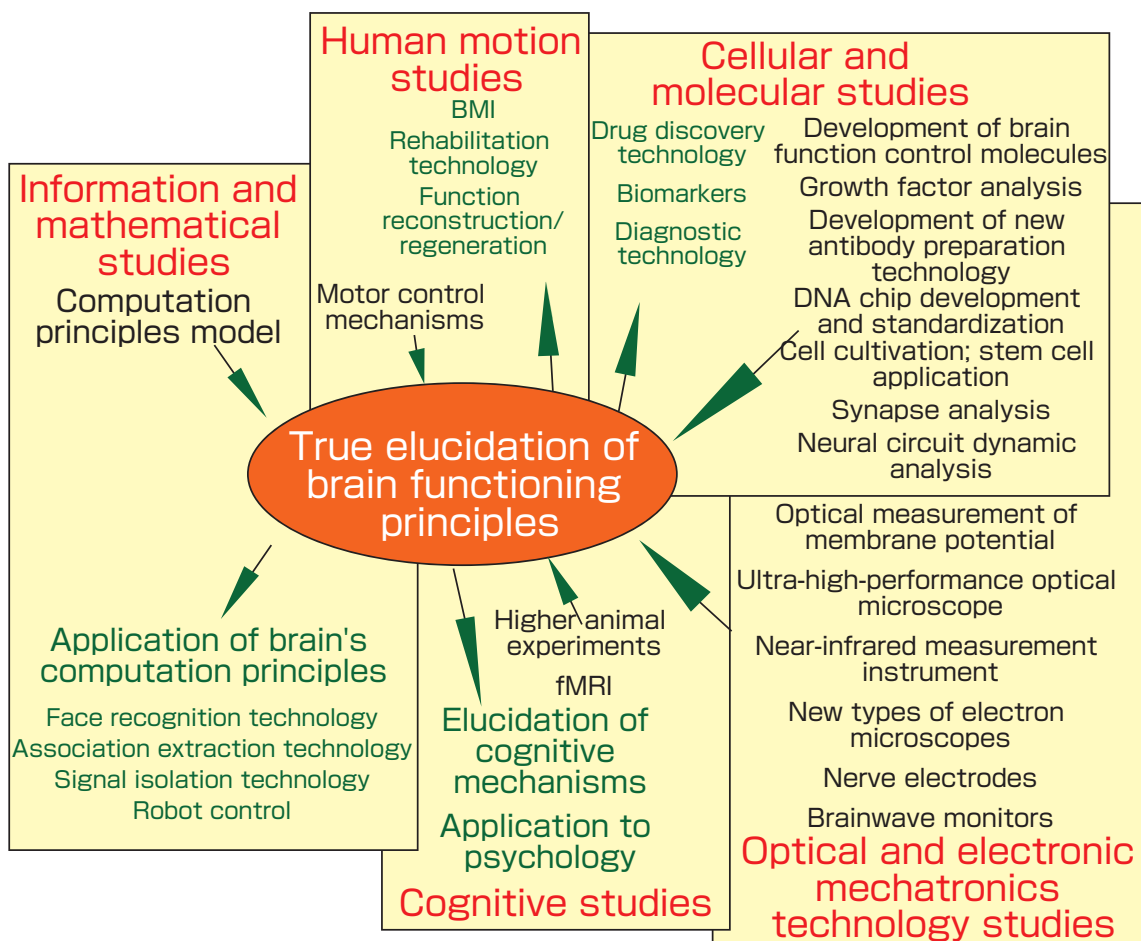 Human motion
studies
BMI
Rehabilitation
technology
Function
reconstruction/
regeneration
Motor control
mechanisms
Cellular and
molecular studies
Drug discovery
technology
Biomarkers
Diagnostic
technology
Development of brain
function control molecules
Growth factor analysis
Development of new
antibody preparation
technology
DNA chip development
and standardization
Cell cultivation; stem cell
application
Synapse analysis
Neural circuit dynamic
analysis
Information and
mathematical
studies
Computation
principles model
True elucidation of
brain functioning
principles
Application of brain's
computation principles
Face recognition technology
Association extraction technology
Signal isolation technology
Robot control
Higher animal
experiments
fMRI
Elucidation of
cognitive
mechanisms
Application to
psychology
Cognitive studies
Optical measurement of
membrane potential
Ultra-high-performance optical
microscope
Near-infrared measurement
instrument
New types of electron
microscopes
Nerve electrodes
Brainwave monitors
Optical and electronic
mechatronics
technology studies